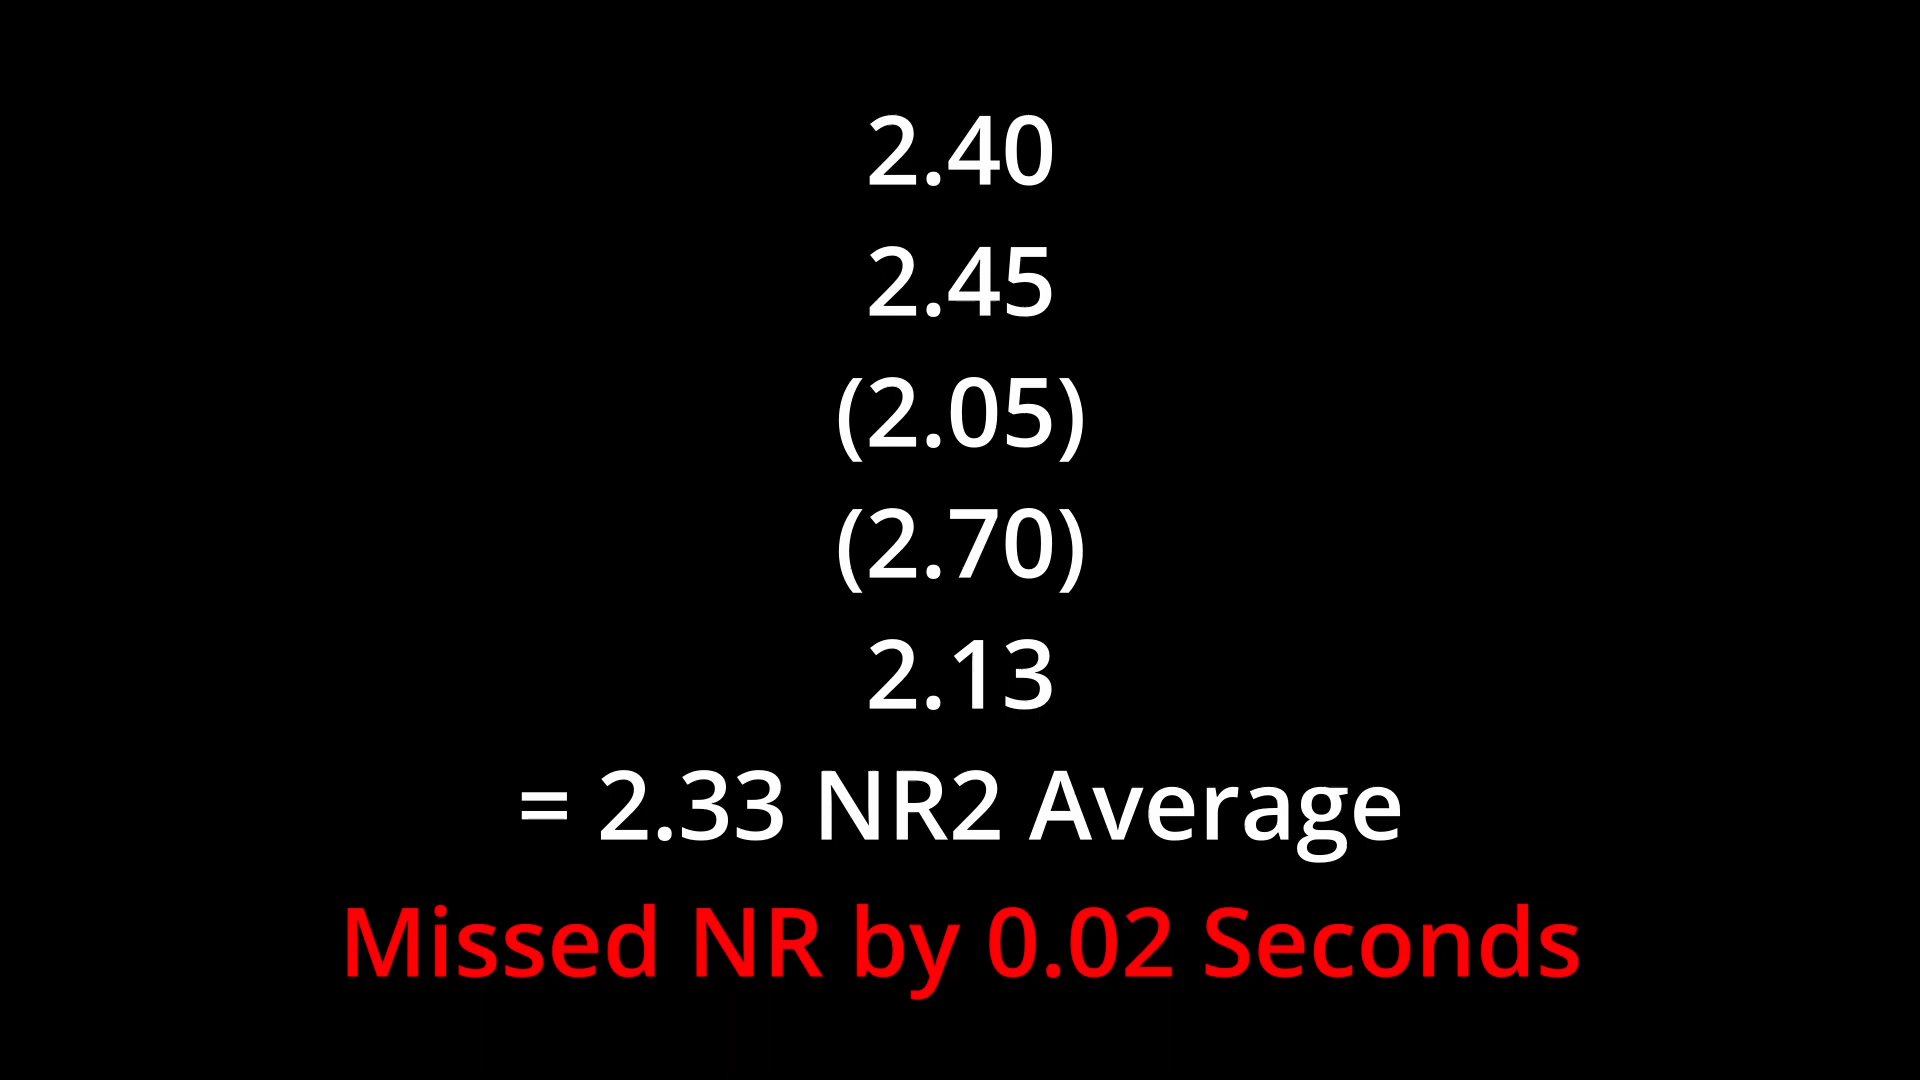 2.40
2.45
(2.05)
(2.70)
2.13
= 2.33 NR2 Average
Missed NR by 0.02 Seconds